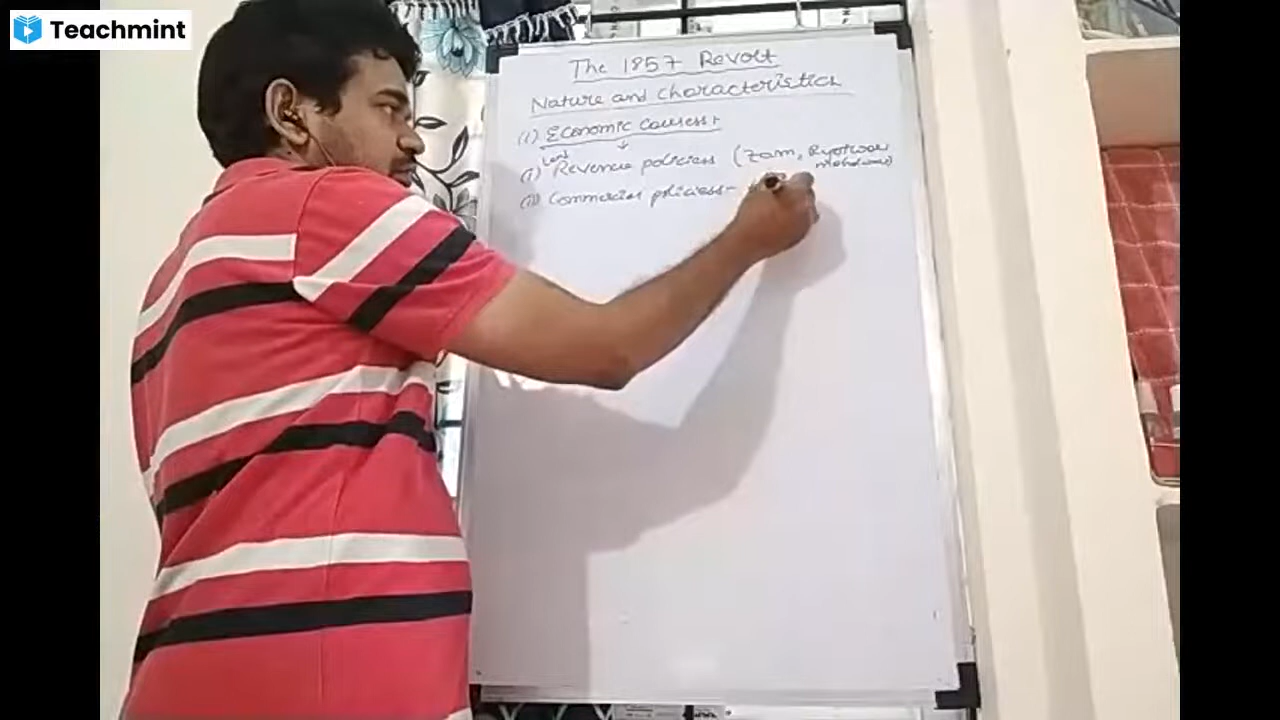 Teachmint
The 1857 Revolt
Nature and characteristics
(1) Economic Causes:
Land
(i) Revenue policies (Zam, Ryotwari
(ii) Commercial policies-